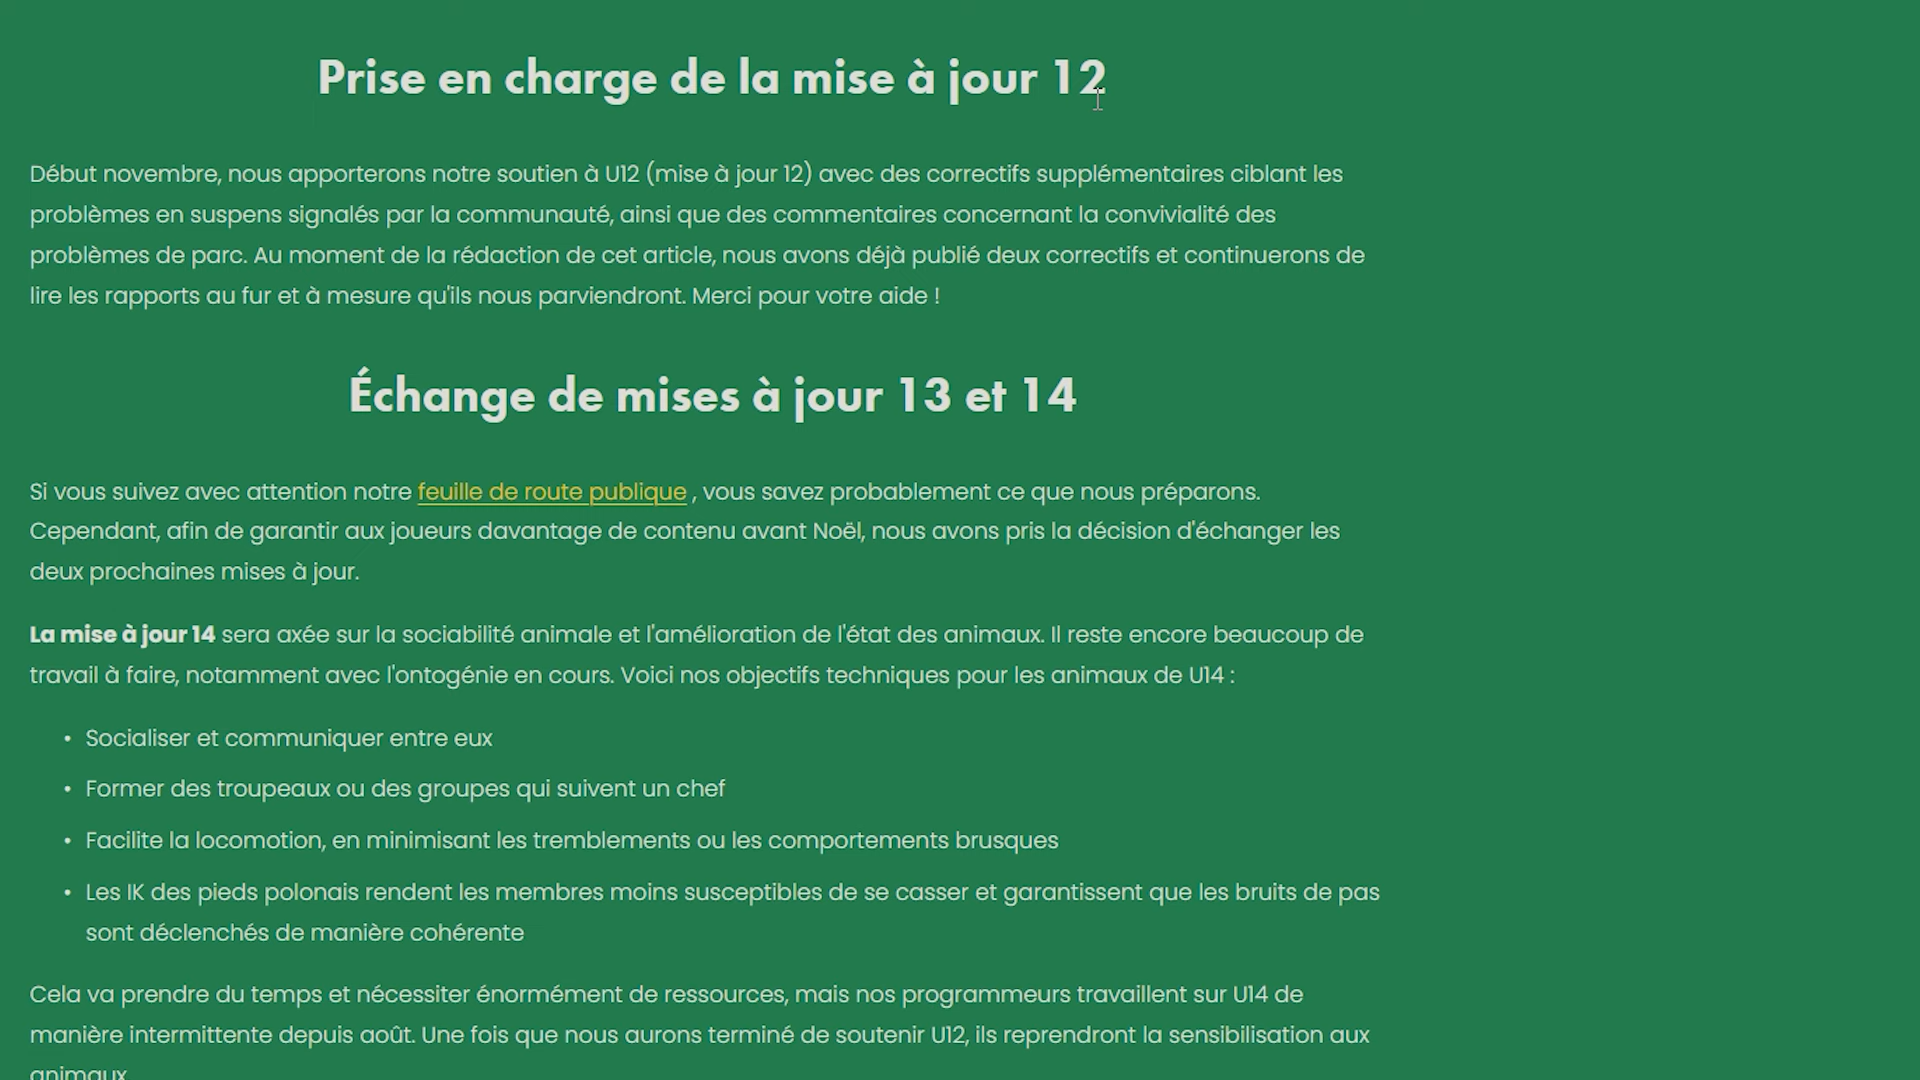 Prise en charge de la mise à jour 12
Début novembre, nous apporterons notre soutien à U12 (mise à jour 12) avec des correctifs supplémentaires ciblant les
problèmes en suspens signalés par la communauté, ainsi que des commentaires concernant la convivialité des
problèmes de parc. Au moment de la rédaction de cet article, nous avons déjà publié deux correctifs et continuerons de
lire les rapports au fur et à mesure qu'ils nous parviendront. Merci pour votre aide !
Échange de mises à jour 13 et 14
Si vous suivez avec attention notre feuille de route publique , vous savez probablement ce que nous préparons.
Cependant, afin de garantir aux joueurs davantage de contenu avant Noël, nous avons pris la décision d'échanger les
deux prochaines mises à jour.
La mise à jour 14 sera axée sur la sociabilité animale et l'amélioration de l'état des animaux. Il reste encore beaucoup de
travail à faire, notamment avec l'ontogénie en cours. Voici nos objectifs techniques pour les animaux de U14 :
• Socialiser et communiquer entre eux
• Former des troupeaux ou des groupes qui suivent un chef
• Facilite la locomotion, en minimisant les tremblements ou les comportements brusques
• Les IK des pieds polonais rendent les membres moins susceptibles de se casser et garantissent que les bruits de pas
sont déclenchés de manière cohérente
Cela va prendre du temps et nécessiter énormément de ressources, mais nos programmeurs travaillent sur U14 de
manière intermittente depuis août. Une fois que nous aurons terminé de soutenir U12, ils reprendront la sensibilisation aux
animaux.